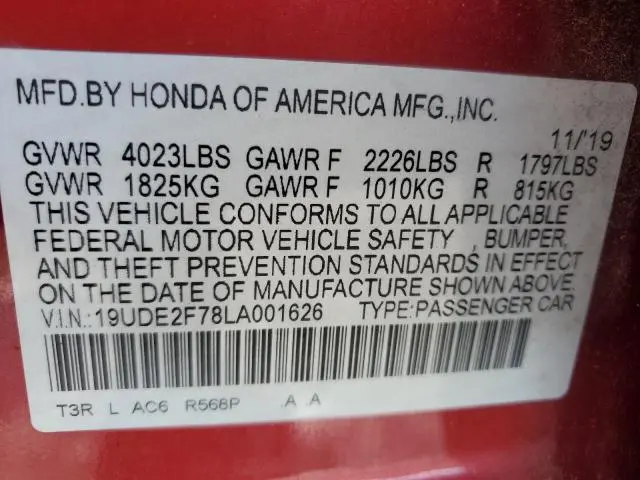 MFD.BY HONDA OF AMERICA MFG.,INC.
11/'19
GVWR 4023LBS GAWR F 2226LBS R 1797LBS
GVWR 1825KG GAWR F 1010KG R 815KG
THIS VEHICLE CONFORMS TO ALL APPLICABLE
FEDERAL MOTOR VEHICLE SAFETY , BUMPER,
AND THEFT PREVENTION STANDARDS IN EFFECT
ON THE DATE OF MANUFACTURE SHOWN ABOVE.
V.I.N.:19UDE2F78LA001626 TYPE:PASSENGER CAR
T3R L AC6 R568P .A .A